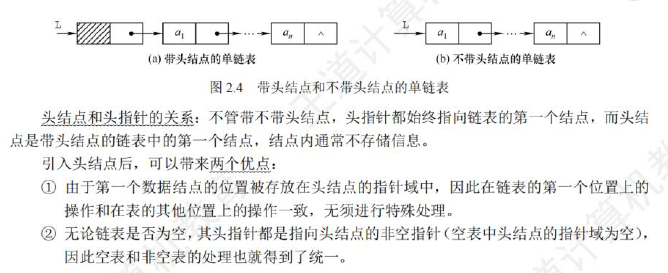 L
a1
…
an
∧
L
a1
…
an
∧
(a) 带头结点的单链表
(b) 不带头结点的单链表
图 2.4 带头结点和不带头结点的单链表
头结点和头指针的关系：不管带不带头结点，头指针都始终指向链表的第一个结点，而头结
点是带头结点的链表中的第一个结点，结点内通常不存储信息。
引入头结点后，可以带来两个优点：
① 由于第一个数据结点的位置被存放在头结点的指针域中，因此在链表的第一个位置上的
操作和在表的其他位置上的操作一致，无须进行特殊处理。
② 无论链表是否为空，其头指针都是指向头结点的非空指针（空表中头结点的指针域为空），
因此空表和非空表的处理也就得到了统一。